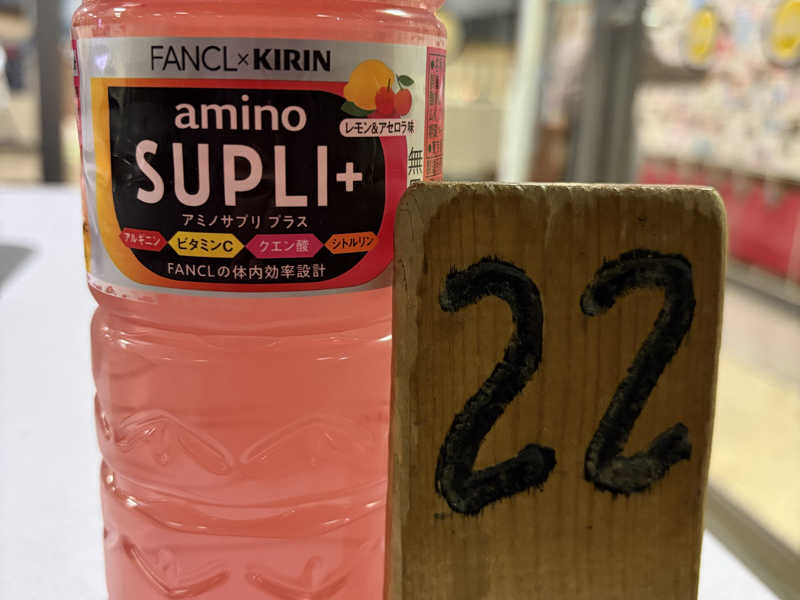 FANCL×KIRIN
amino
レモン&アセロラ味
SUPLI+
アミノサプリ プラス
アルギニン ビタミンC クエン酸 シトルリン
FANCLの体内効率設計
無
22